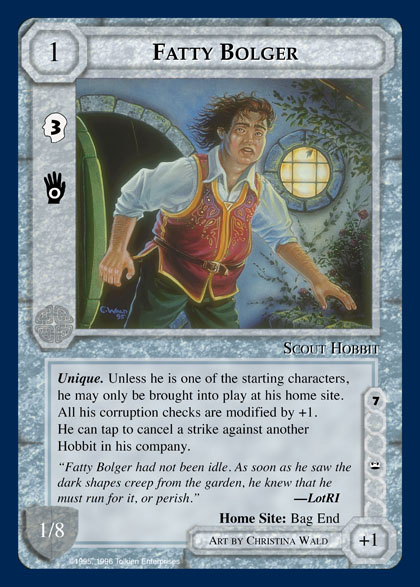 1
FATTY BOLGER
3
C. WALD
95
SCOUT HOBBIT
Unique. Unless he is one of the starting characters,
he may only be brought into play at his home site.
All his corruption checks are modified by +1.
He can tap to cancel a strike against another
Hobbit in his company.
7
“Fatty Bolger had not been idle. As soon as he saw the
dark shapes creep from the garden, he knew that he
must run for it, or perish.” —LotRI
Home Site: Bag End
1/8
ART BY CHRISTINA WALD
+1
©1995, 1996 Tolkien Enterprises